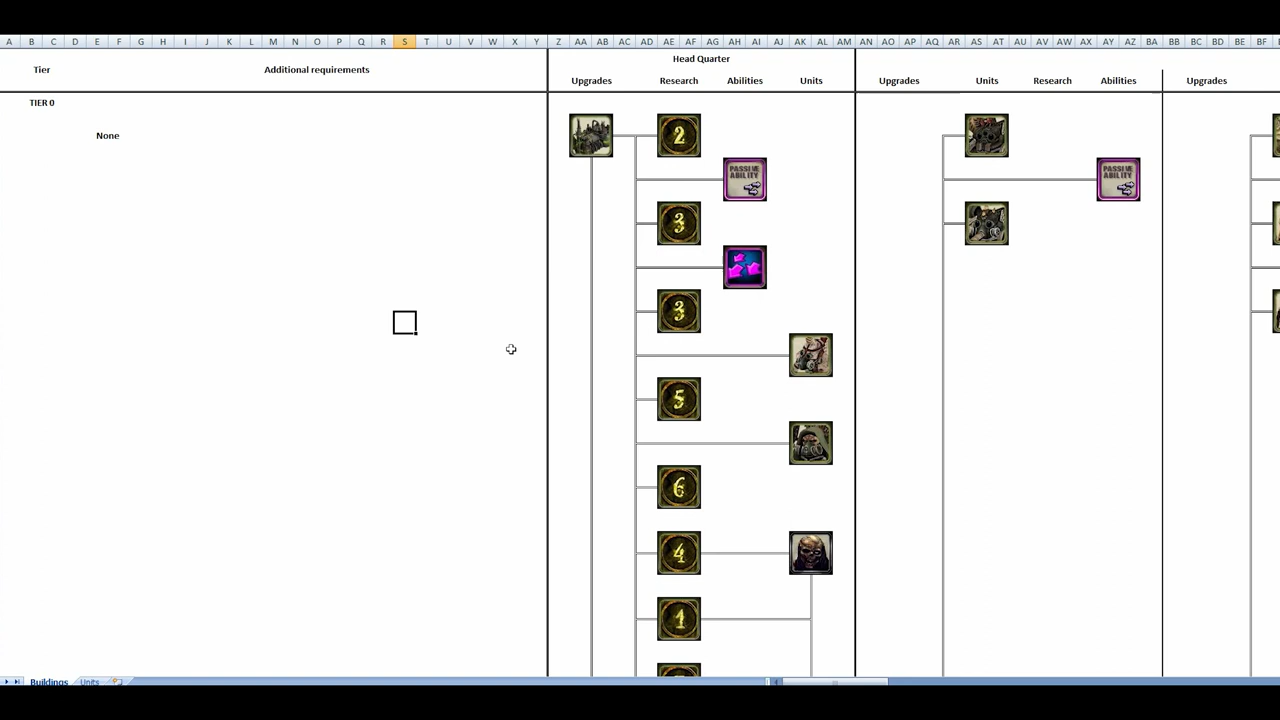 A B C D E F G H I J K L M N O P Q R S T U V W X Y Z AA AB AC AD AE AF AG AH AI AJ AK AL AM AN AO AP AQ AR AS AT AU AV AW AX AY AZ BA BB BC BD BE BF
Head Quarter
Tier Additional requirements
Upgrades Research Abilities Units Upgrades Units Research Abilities Upgrades
TIER 0
None
2
PASSIVE
ABILITY
PASSIVE
ABILITY
3
3
5
6
4
1
Buildings Units